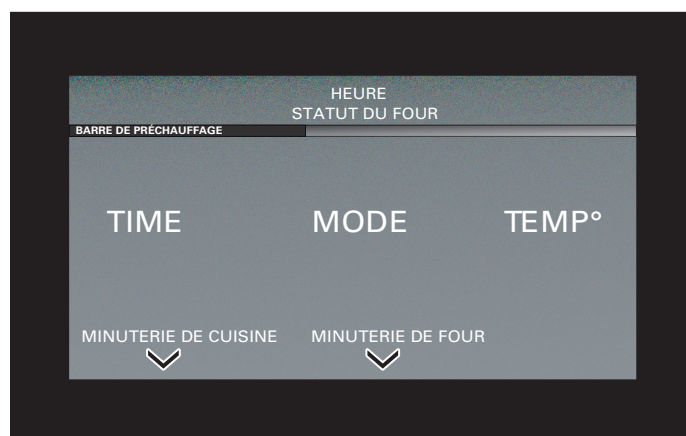 HEURE
STATUT DU FOUR
BARRE DE PRÉCHAUFFAGE
TIME MODE TEMP°
MINUTERIE DE CUISINE MINUTERIE DE FOUR